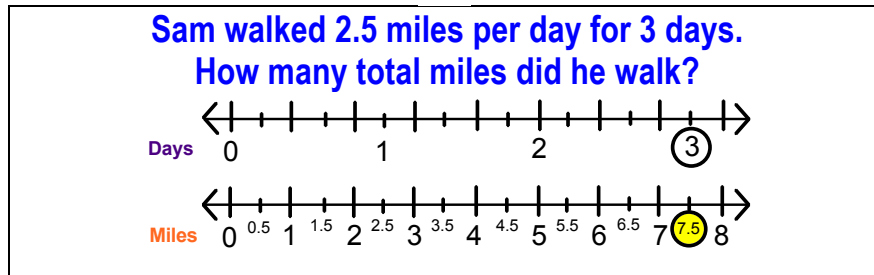 Sam walked 2.5 miles per day for 3 days.
How many total miles did he walk?
Days 0 1 2 3
Miles 0 0.5 1 1.5 2 2.5 3 3.5 4 4.5 5 5.5 6 6.5 7 7.5 8